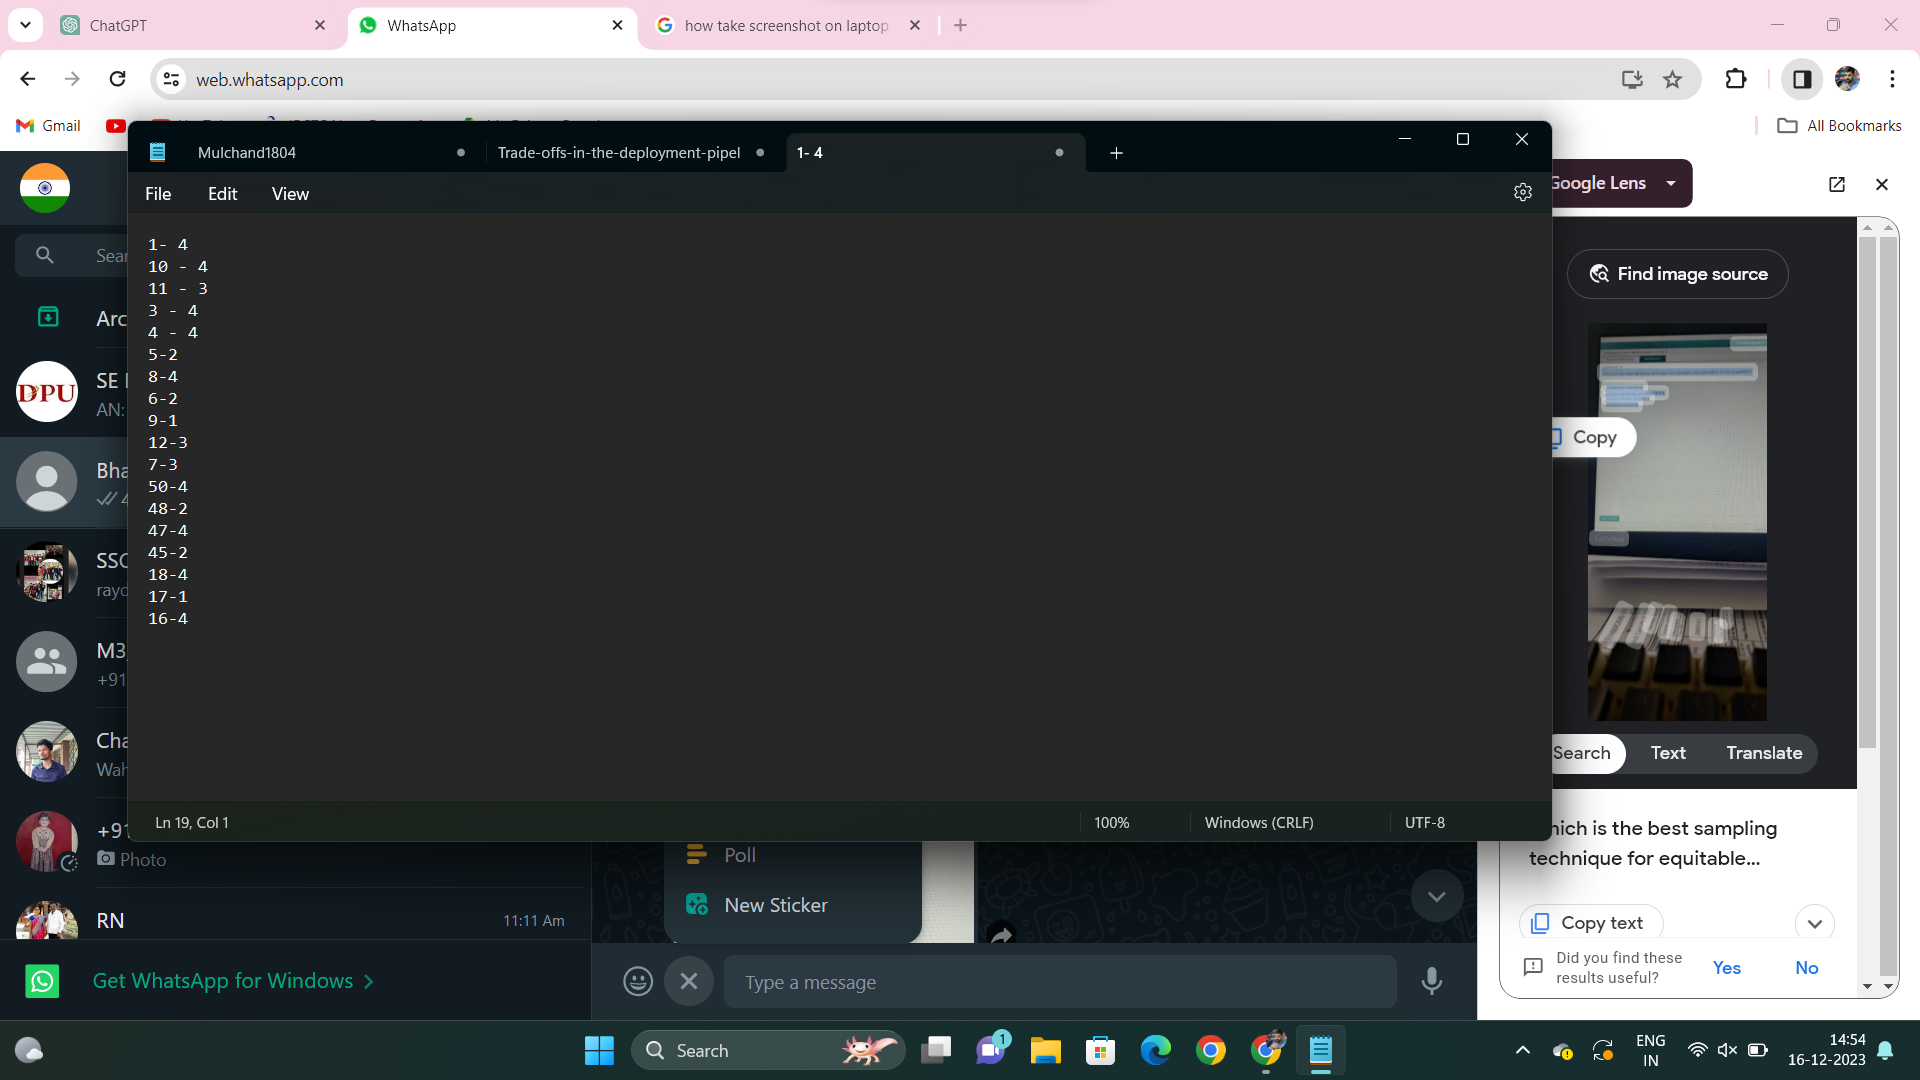 ChatGPT
WhatsApp
how take screenshot on laptop
web.whatsapp.com
Gmail
All Bookmarks
Mulchand1804
Trade-offs-in-the-deployment-pipel
1- 4
File
Edit
View
1- 4
10 - 4
11 - 3
3 - 4
4 - 4
5-2
8-4
6-2
9-1
12-3
7-3
50-4
48-2
47-4
45-2
18-4
17-1
16-4
Ln 19, Col 1
100%
Windows (CRLF)
UTF-8
Sear
Arc
DPU
SE
AN:
Bha
4
SSC
rayo
M3
+91
Cha
Wah
+91
Photo
RN
11:11 Am
Get WhatsApp for Windows
Poll
New Sticker
Type a message
Google Lens
Find image source
Copy
Lenovo
Search
Text
Translate
hich is the best sampling
technique for equitable...
Copy text
Did you find these
results useful?
Yes
No
Search
1
ENG
IN
14:54
16-12-2023